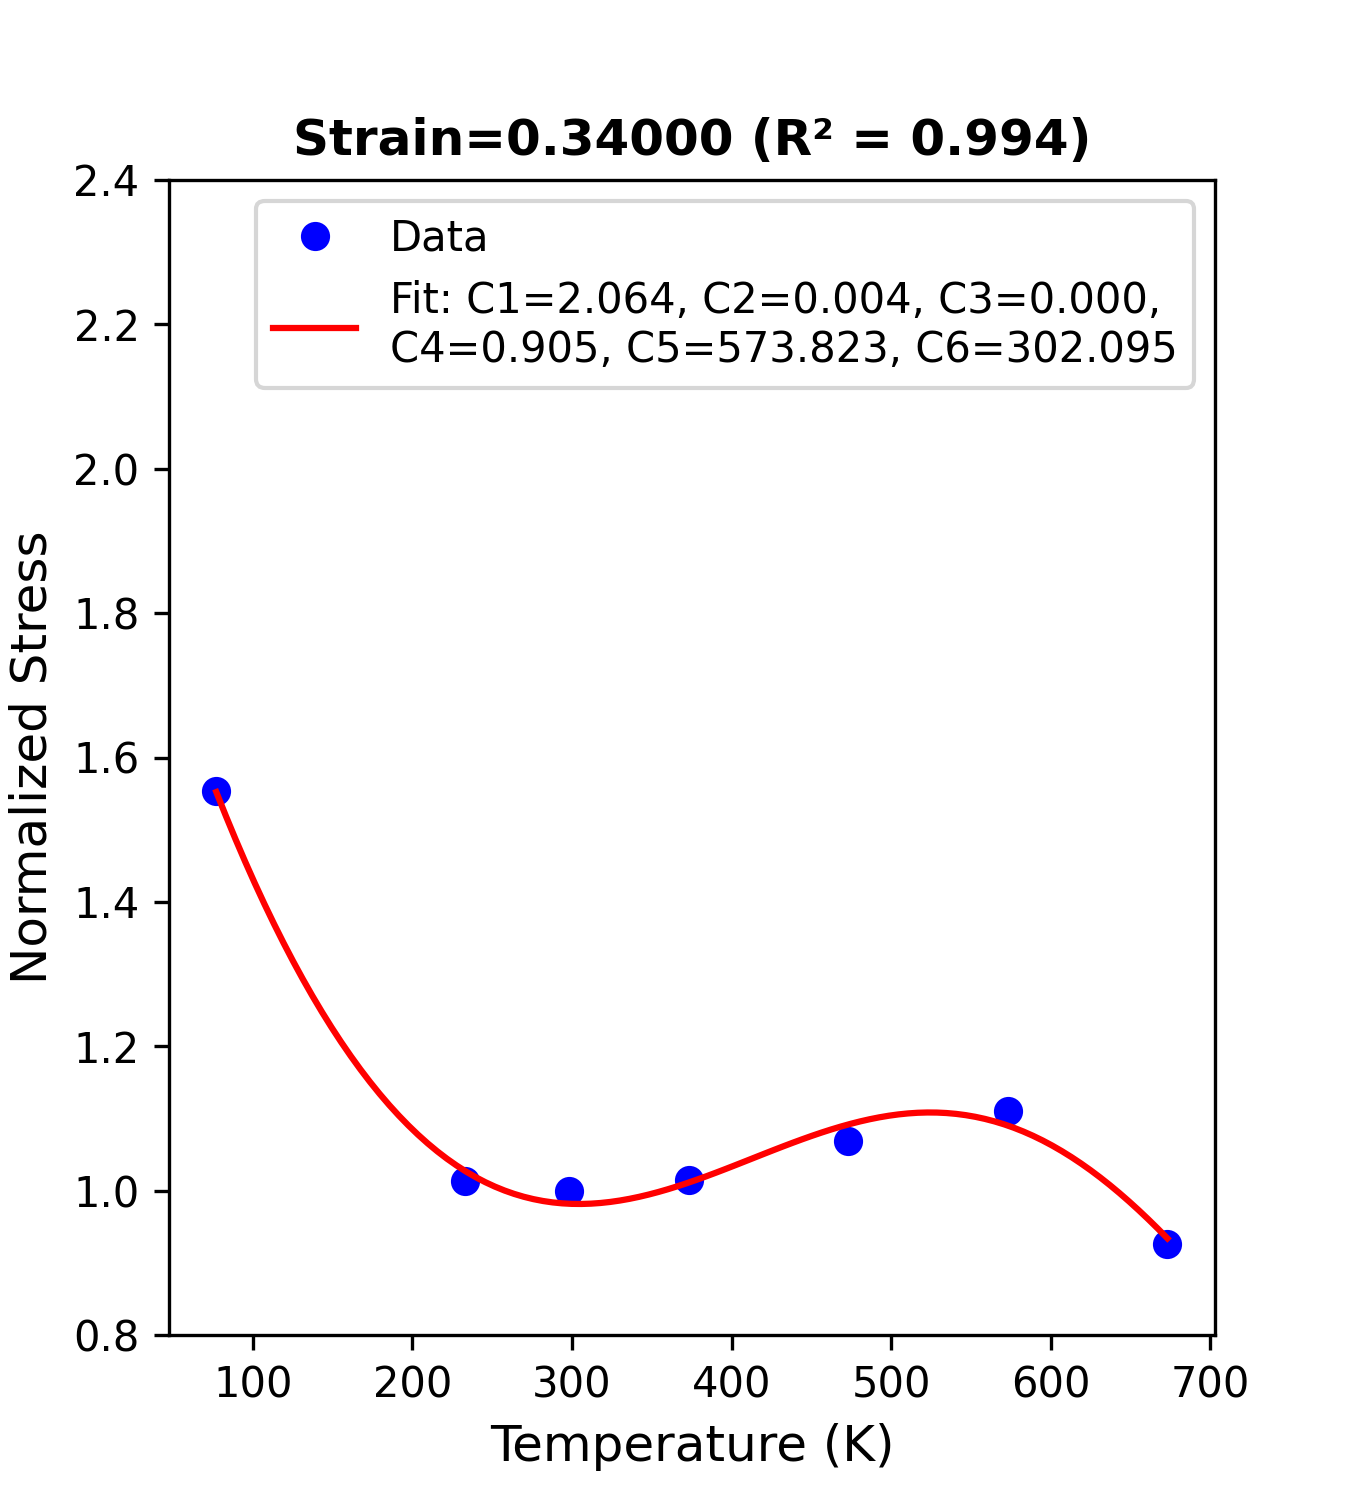 Strain=0.34000 (R² = 0.994)
Data
Fit: C1=2.064, C2=0.004, C3=0.000,
C4=0.905, C5=573.823, C6=302.095
Normalized Stress
2.4
2.2
2.0
1.8
1.6
1.4
1.2
1.0
0.8
100 200 300 400 500 600 700
Temperature (K)